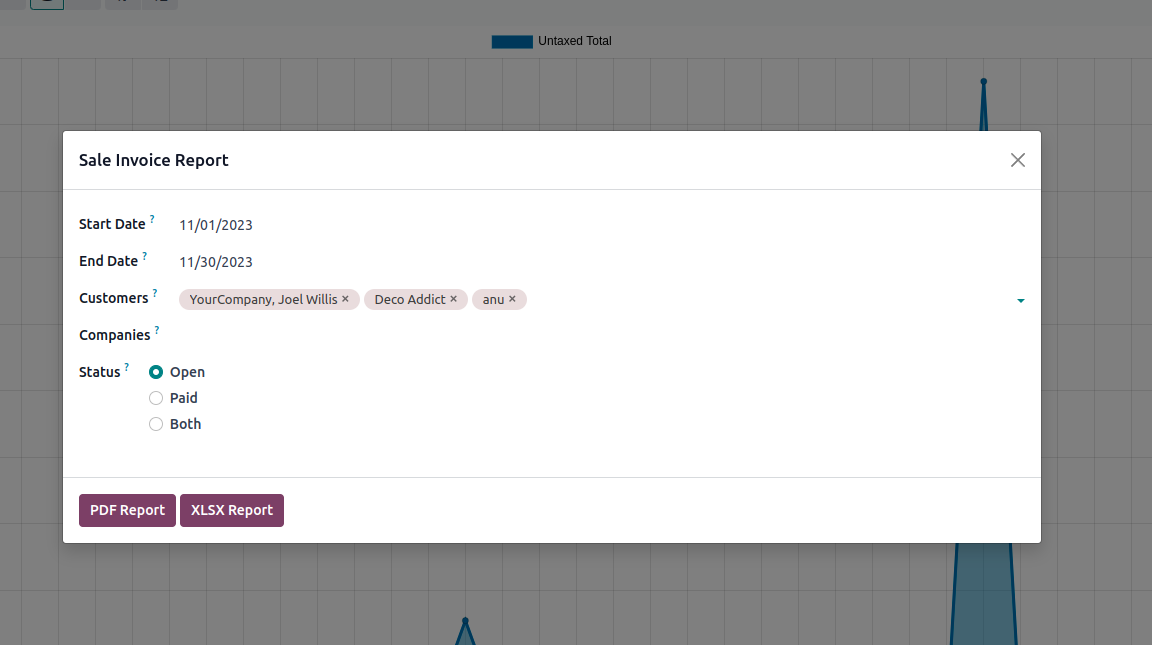 Untaxed Total
Sale Invoice Report
Start Date ? 11/01/2023
End Date ? 11/30/2023
Customers ? YourCompany, Joel Willis × Deco Addict × anu ×
Companies ?
Status ? Open
Paid
Both
PDF Report XLSX Report